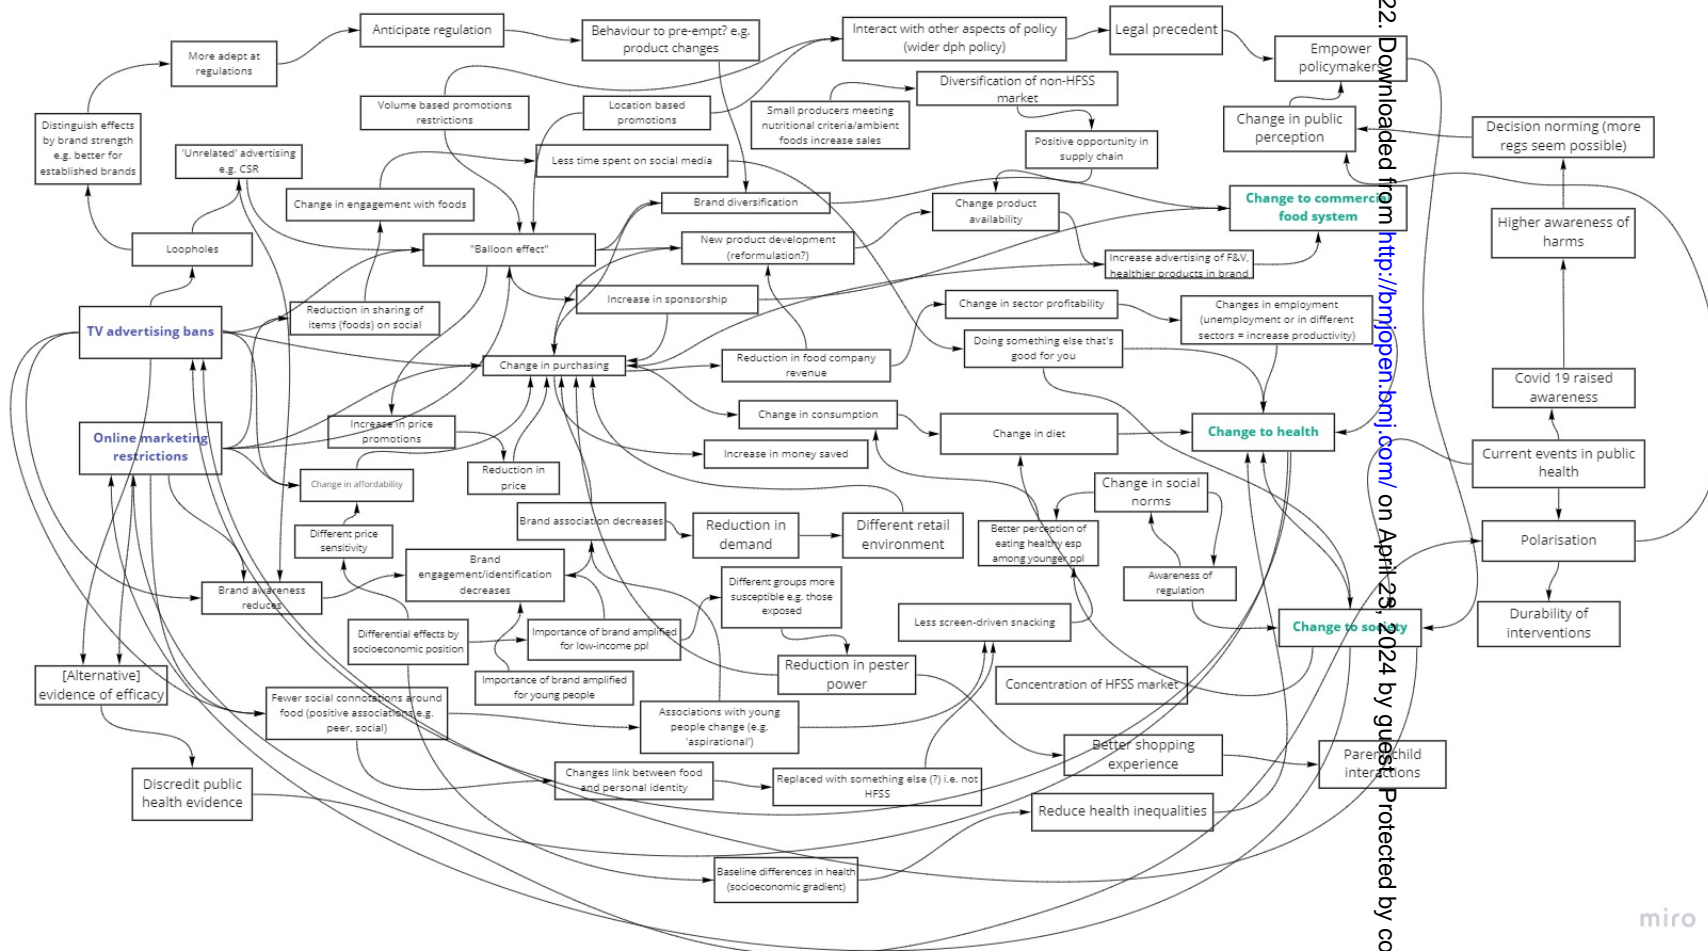 Anticipate regulation
Behaviour to pre-empt? e.g.
product changes
Interact with other aspects of policy
(wider dph policy)
Legal precedent
Empower
policymakers
More adept at
regulations
Diversification of non-HFSS
market
Volume based promotions
restrictions
Location based
promotions
Small producers meeting
nutritional criteria/ambient
foods increase sales
Change in public
perception
Decision norming (more
regs seem possible)
Distinguish effects
by brand strength
e.g. better for
established brands
'Unrelated' advertising
e.g. CSR
Less time spent on social media
Positive opportunity in
supply chain
Change in engagement with foods
Brand diversification
Change product
availability
Change to commercial
food system
Higher awareness of
harms
Loopholes
"Balloon effect"
New product development
(reformulation?)
Increase advertising of F&V,
healthier products in brand
Increase in sponsorship
Change in sector profitability
Changes in employment
(unemployment or in different
sectors = increase productivity)
Reduction in sharing of
items (foods) on social
TV advertising bans
Change in purchasing
Reduction in food company
revenue
Doing something else that's
good for you
Covid 19 raised
awareness
Change in consumption
Change in diet
Change to health
Increase in price
promotions
Online marketing
restrictions
Increase in money saved
Current events in public
health
Reduction in
price
Change in affordability
Change in social
norms
Brand association decreases
Reduction in
demand
Different retail
environment
Better perception of
eating healthy esp
among younger ppl
Polarisation
Different price
sensitivity
Brand
engagement/identification
decreases
Awareness of
regulation
Brand awareness
reduces
Different groups more
susceptible e.g. those
exposed
Less screen-driven snacking
Change to society
Durability of
interventions
Differential effects by
socioeconomic position
Importance of brand amplified
for low-income ppl
Reduction in pester
power
Concentration of HFSS market
[Alternative]
evidence of efficacy
Importance of brand amplified
for young people
Fewer social connotations around
food (positive associations e.g.
peer, social)
Associations with young
people change (e.g.
'aspirational')
Better shopping
experience
Parent-child
interactions
Discredit public
health evidence
Changes link between food
and personal identity
Replaced with something else (?) i.e. not
HFSS
Reduce health inequalities
Baseline differences in health
(socioeconomic gradient)
miro
22. Downloaded from http://bmjopen.bmj.com/ on April 23, 2024 by guest. Protected by co